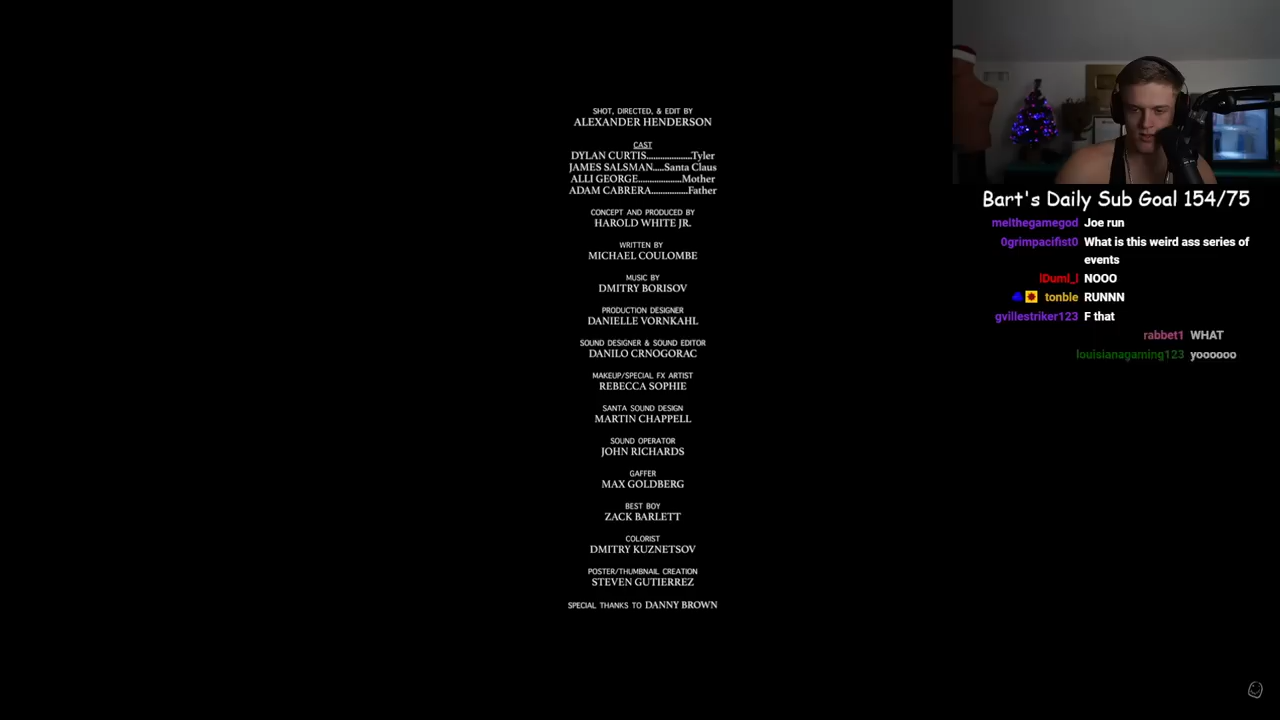 SHOT, DIRECTED, & EDIT BY
ALEXANDER HENDERSON
CAST
DYLAN CURTIS...................Tyler
JAMES SALSMAN.....Santa Claus
ALLI GEORGE...................Mother
ADAM CABRERA................Father
CONCEPT AND PRODUCED BY
HAROLD WHITE JR.
WRITTEN BY
MICHAEL COULOMBE
MUSIC BY
DMITRY BORISOV
PRODUCTION DESIGNER
DANIELLE VORNKAHL
SOUND DESIGNER & SOUND EDITOR
DANILO CRNOGORAC
MAKEUP/SPECIAL FX ARTIST
REBECCA SOPHIE
SANTA SOUND DESIGN
MARTIN CHAPPELL
SOUND OPERATOR
JOHN RICHARDS
GAFFER
MAX GOLDBERG
BEST BOY
ZACK BARLETT
COLORIST
DMITRY KUZNETSOV
POSTER/THUMBNAIL CREATION
STEVEN GUTIERREZ
SPECIAL THANKS TO DANNY BROWN
Bart's Daily Sub Goal 154/75
melthegamegod Joe run
0grimpacifist0 What is this weird ass series of
events
lDuml_l NOOO
tonble RUNNN
gvillestriker123 F that
rabbet1 WHAT
louisianagaming123 yoooooo